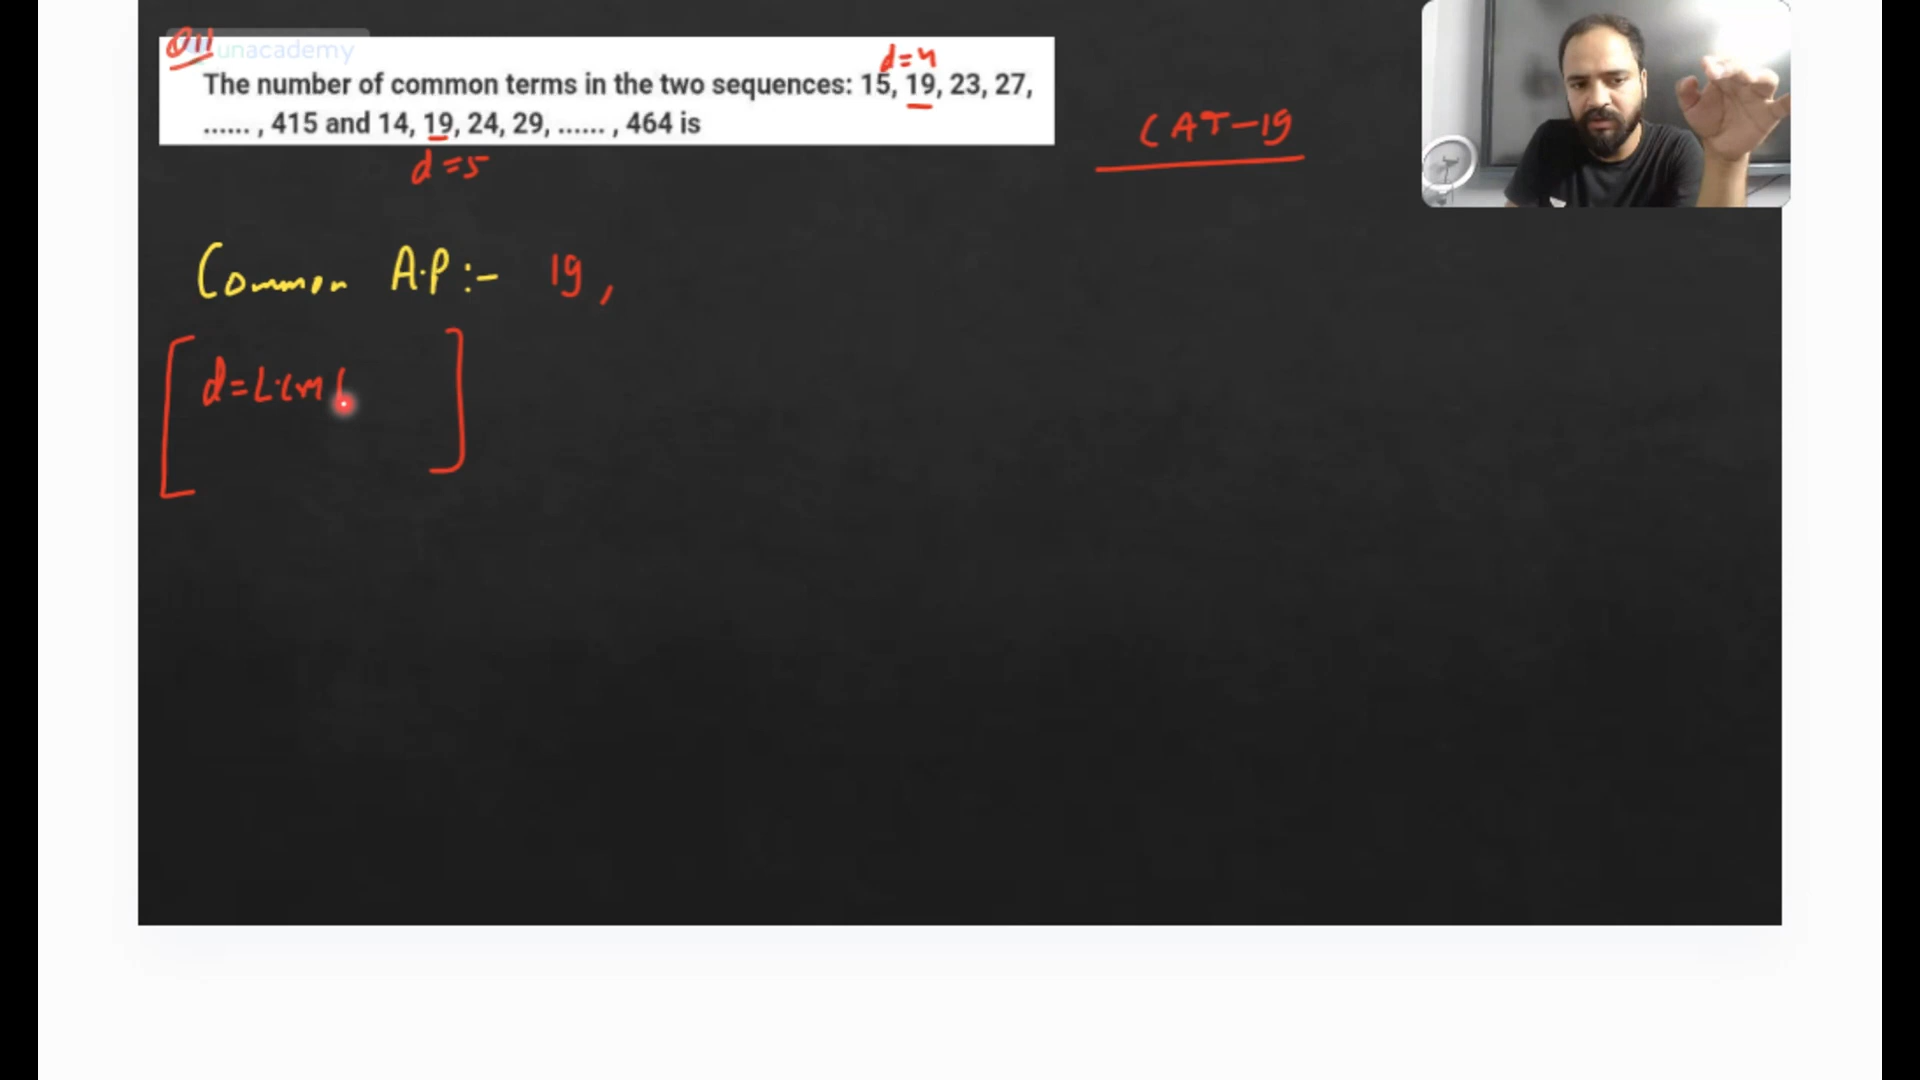 Q11
unacademy
d=4
The number of common terms in the two sequences: 15, 19, 23, 27,
...... , 415 and 14, 19, 24, 29, ...... , 464 is
d=5
CAT-19
Common A.P:- 19,
[d=L.CM( ]